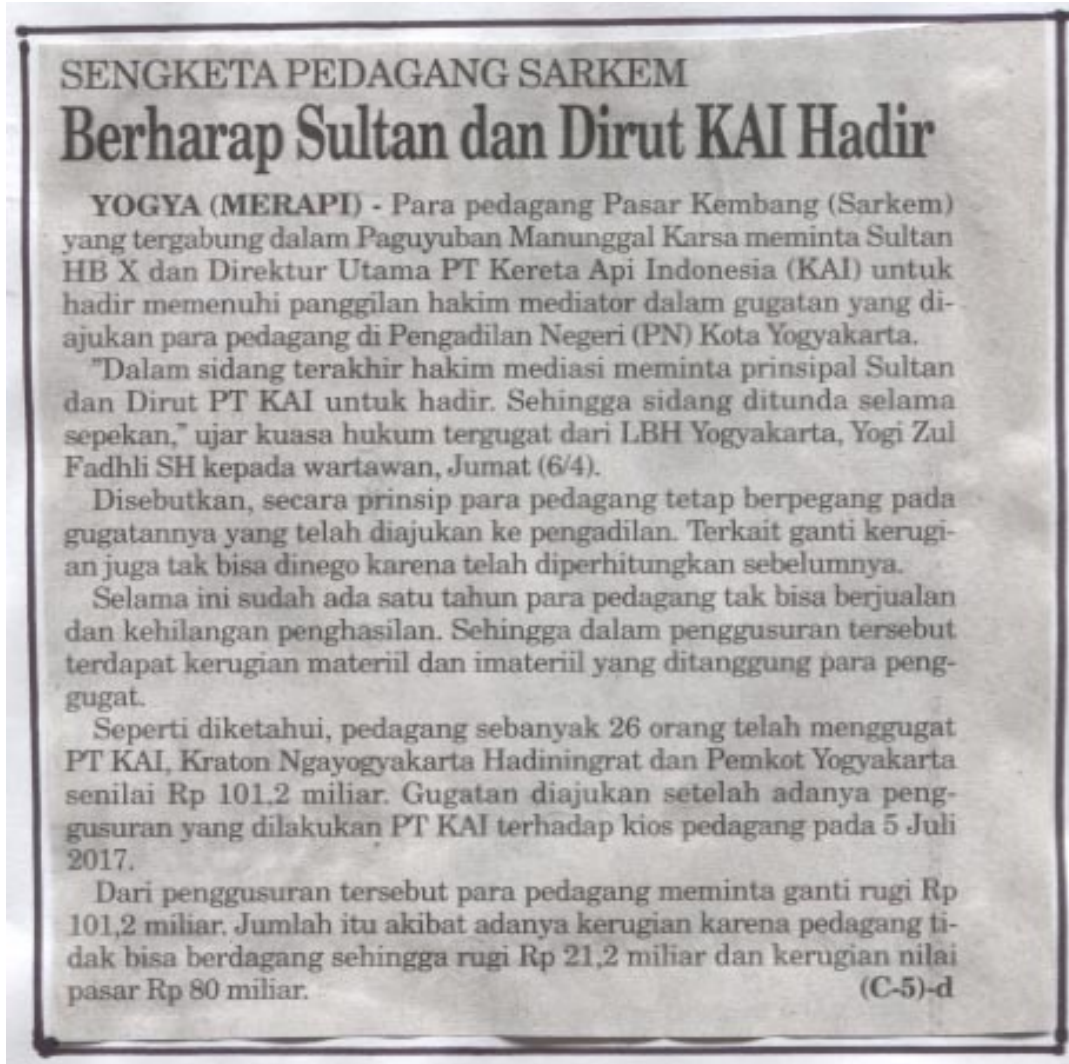 SENGKETA PEDAGANG SARKEM
Berharap Sultan dan Dirut KAI Hadir
YOGYA (MERAPI) - Para pedagang Pasar Kembang (Sarkem)
yang tergabung dalam Paguyuban Manunggal Karsa meminta Sultan
HB X dan Direktur Utama PT Kereta Api Indonesia (KAI) untuk
hadir memenuhi panggilan hakim mediator dalam gugatan yang di-
ajukan para pedagang di Pengadilan Negeri (PN) Kota Yogyakarta.
"Dalam sidang terakhir hakim mediasi meminta prinsipal Sultan
dan Dirut PT KAI untuk hadir. Sehingga sidang ditunda selama
sepekan," ujar kuasa hukum tergugat dari LBH Yogyakarta, Yogi Zul
Fadhli SH kepada wartawan, Jumat (6/4).
Disebutkan, secara prinsip para pedagang tetap berpegang pada
gugatannya yang telah diajukan ke pengadilan. Terkait ganti kerugi-
an juga tak bisa dinego karena telah diperhitungkan sebelumnya.
Selama ini sudah ada satu tahun para pedagang tak bisa berjualan
dan kehilangan penghasilan. Sehingga dalam penggusuran tersebut
terdapat kerugian materiil dan imateriil yang ditanggung para peng-
gugat.
Seperti diketahui, pedagang sebanyak 26 orang telah menggugat
PT KAI, Kraton Ngayogyakarta Hadiningrat dan Pemkot Yogyakarta
senilai Rp 101,2 miliar. Gugatan diajukan setelah adanya peng-
gusuran yang dilakukan PT KAI terhadap kios pedagang pada 5 Juli
2017.
Dari penggusuran tersebut para pedagang meminta ganti rugi Rp
101,2 miliar. Jumlah itu akibat adanya kerugian karena pedagang ti-
dak bisa berdagang sehingga rugi Rp 21,2 miliar dan kerugian nilai
pasar Rp 80 miliar. (C-5)-d